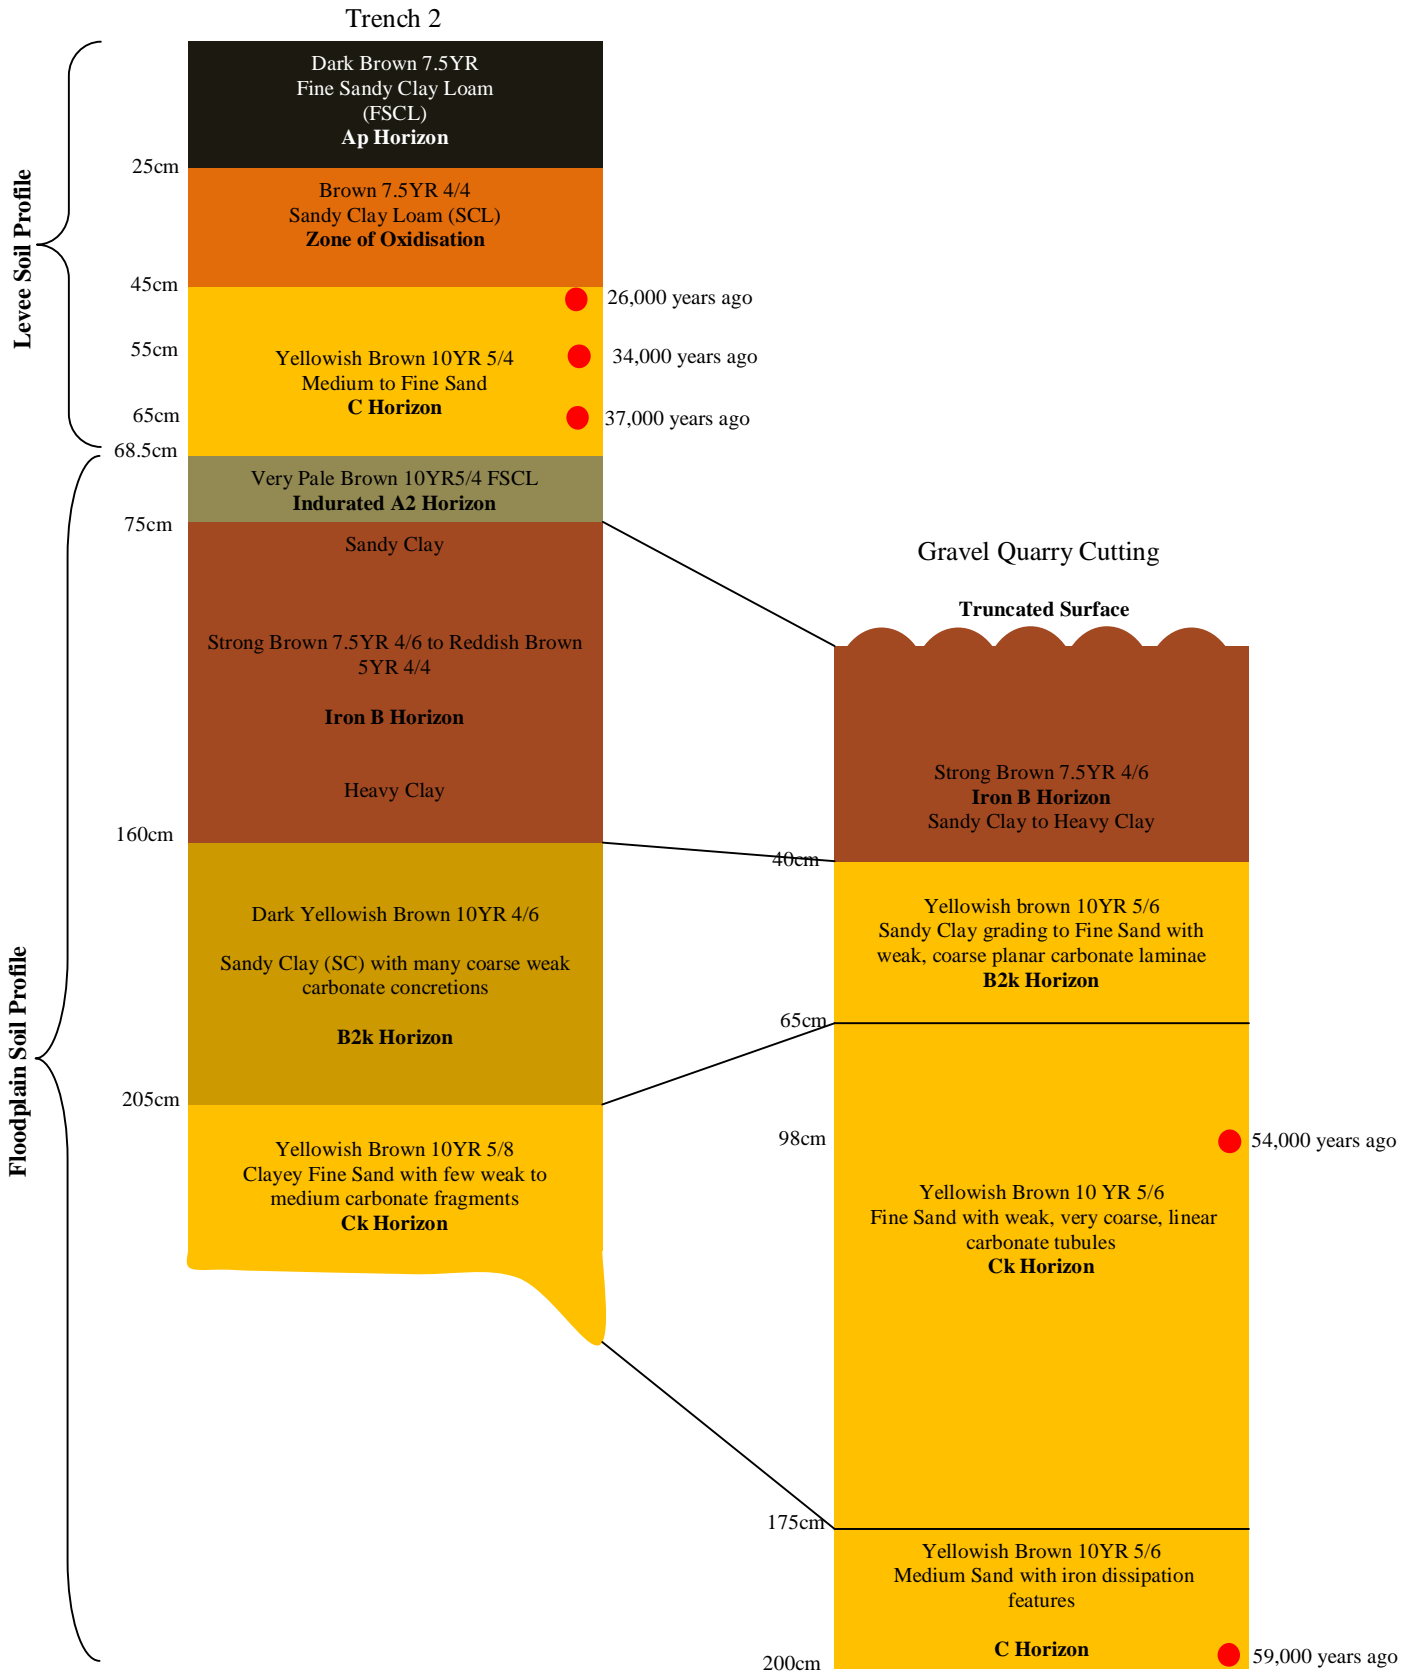 Trench 2
Levee Soil Profile
Floodplain Soil Profile
Dark Brown 7.5YR
Fine Sandy Clay Loam
(FSCL)
Ap Horizon
25cm
Brown 7.5YR 4/4
Sandy Clay Loam (SCL)
Zone of Oxidisation
45cm
26,000 years ago
55cm
34,000 years ago
Yellowish Brown 10YR 5/4
Medium to Fine Sand
C Horizon
65cm
37,000 years ago
68.5cm
Very Pale Brown 10YR5/4 FSCL
Indurated A2 Horizon
75cm
Sandy Clay
Strong Brown 7.5YR 4/6 to Reddish Brown
5YR 4/4
Iron B Horizon
Heavy Clay
160cm
Dark Yellowish Brown 10YR 4/6
Sandy Clay (SC) with many coarse weak
carbonate concretions
B2k Horizon
205cm
Yellowish Brown 10YR 5/8
Clayey Fine Sand with few weak to
medium carbonate fragments
Ck Horizon
Gravel Quarry Cutting
Truncated Surface
Strong Brown 7.5YR 4/6
Iron B Horizon
Sandy Clay to Heavy Clay
40cm
Yellowish brown 10YR 5/6
Sandy Clay grading to Fine Sand with
weak, coarse planar carbonate laminae
B2k Horizon
65cm
98cm
54,000 years ago
Yellowish Brown 10 YR 5/6
Fine Sand with weak, very coarse, linear
carbonate tubules
Ck Horizon
175cm
Yellowish Brown 10YR 5/6
Medium Sand with iron dissipation
features
C Horizon
59,000 years ago
200cm